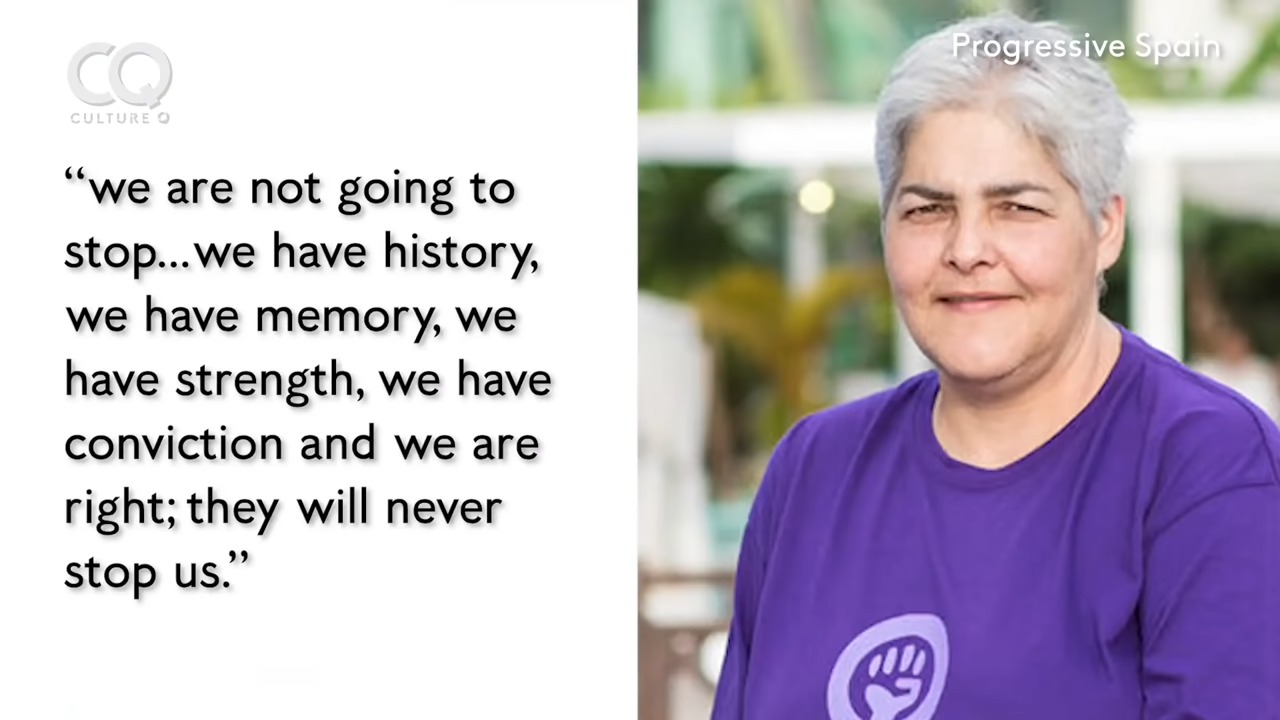 CQ
CULTURE Q
Progressive Spain
“we are not going to
stop...we have history,
we have memory, we
have strength, we have
conviction and we are
right; they will never
stop us.”